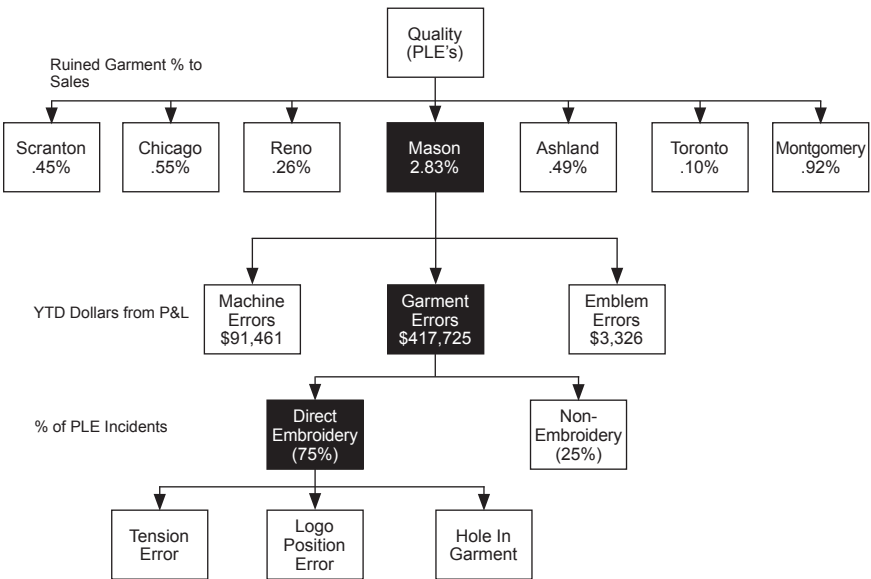 Quality
(PLE's)
Ruined Garment % to
Sales
Scranton
.45%
Chicago
.55%
Reno
.26%
Mason
2.83%
Ashland
.49%
Toronto
.10%
Montgomery
.92%
YTD Dollars from P&L
Machine
Errors
$91,461
Garment
Errors
$417,725
Emblem
Errors
$3,326
% of PLE Incidents
Direct
Embroidery
(75%)
Non-
Embroidery
(25%)
Tension
Error
Logo
Position
Error
Hole In
Garment